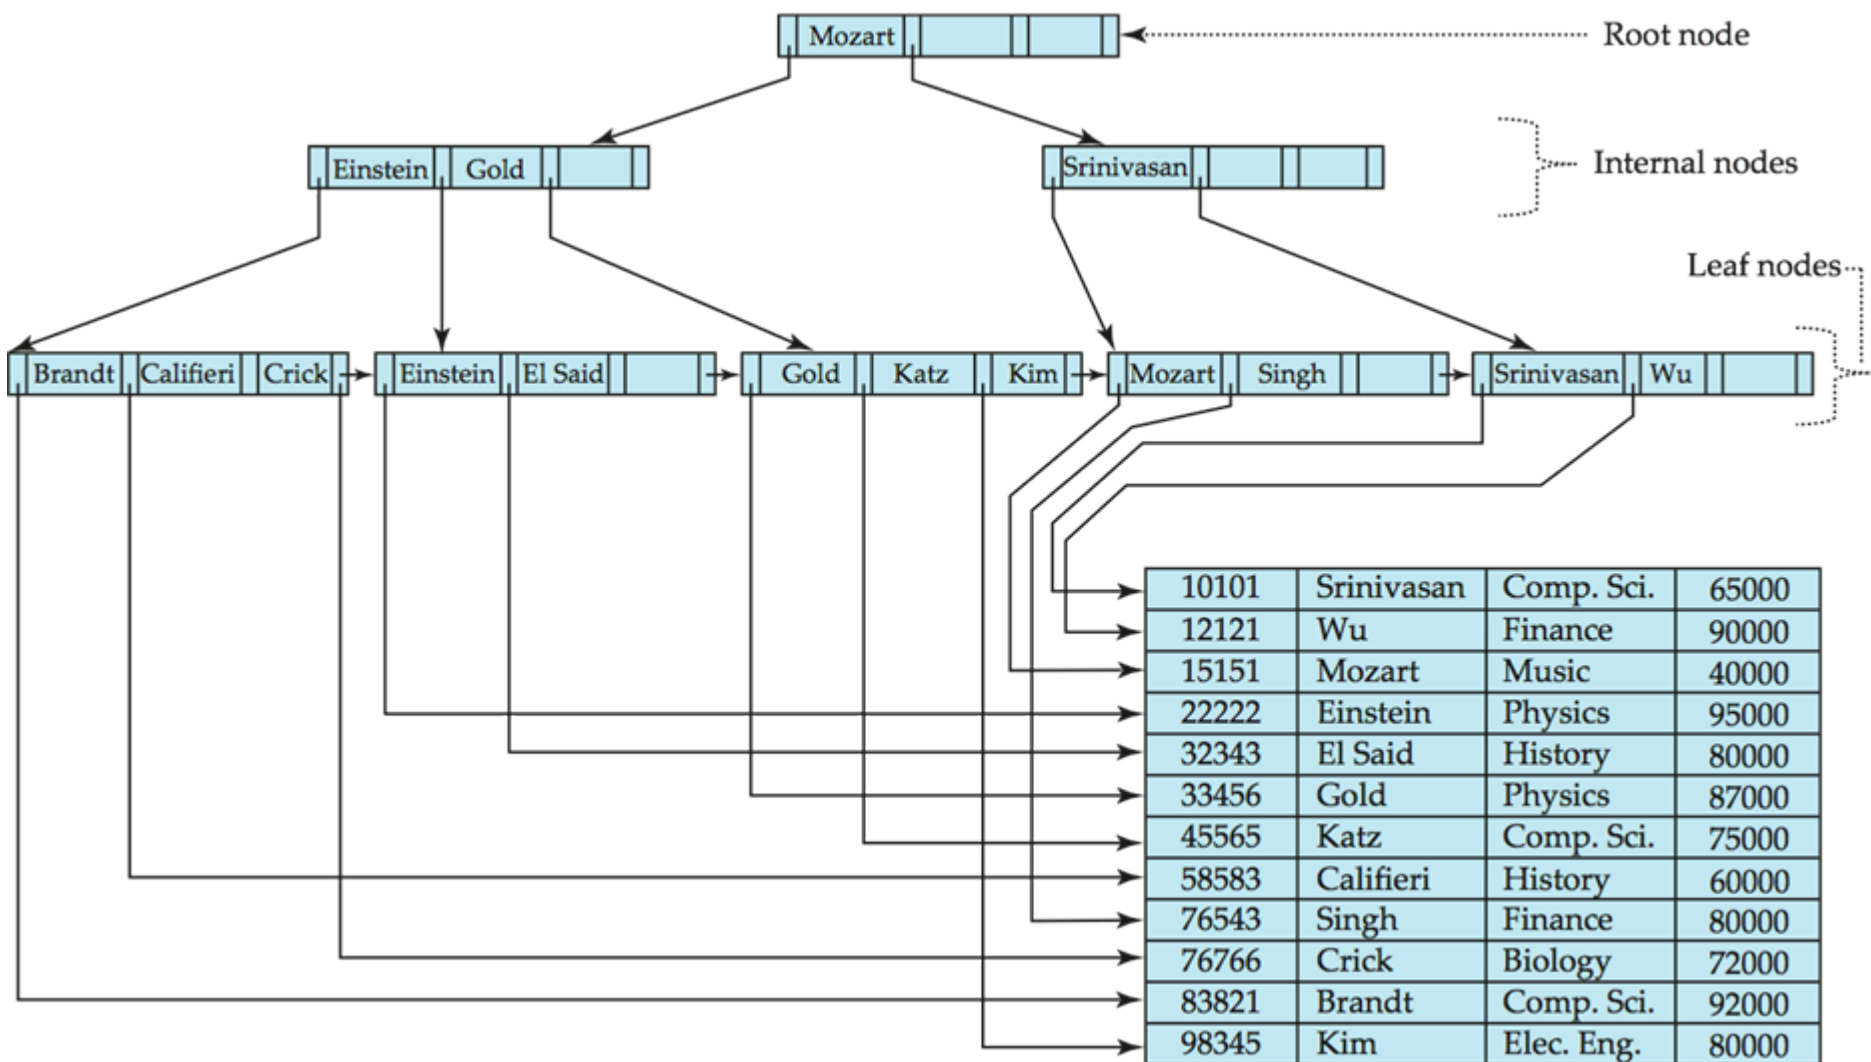 Mozart
Root node
Einstein Gold
Srinivasan
Internal nodes
Leaf nodes
Brandt Califieri Crick
Einstein El Said
Gold Katz Kim
Mozart Singh
Srinivasan Wu
10101 Srinivasan Comp. Sci. 65000
12121 Wu Finance 90000
15151 Mozart Music 40000
22222 Einstein Physics 95000
32343 El Said History 80000
33456 Gold Physics 87000
45565 Katz Comp. Sci. 75000
58583 Califieri History 60000
76543 Singh Finance 80000
76766 Crick Biology 72000
83821 Brandt Comp. Sci. 92000
98345 Kim Elec. Eng. 80000